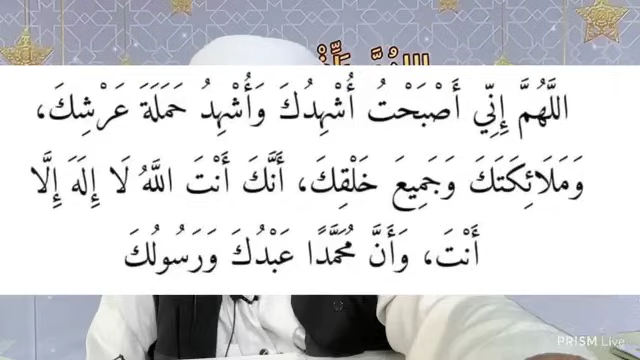 اللَّهُمَّ إِنِّي أَصْبَحْتُ أُشْهِدُكَ وَأُشْهِدُ حَمَلَةَ عَرْشِكَ،
وَمَلَائِكَتَكَ وَجَمِيعَ خَلْقِكَ، أَنَّكَ أَنْتَ اللَّهُ لَا إِلَهَ إِلَّا
أَنْتَ، وَأَنَّ مُحَمَّدًا عَبْدُكَ وَرَسُولُكَ
PRISM Live